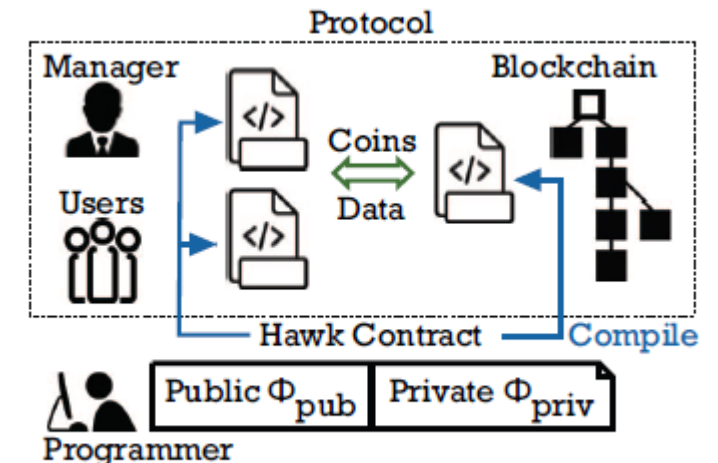 Protocol
Manager
Blockchain
</>
Coins
</>
Data
Users
</>
Hawk Contract
Compile
Public Φpub
Private Φpriv
Programmer